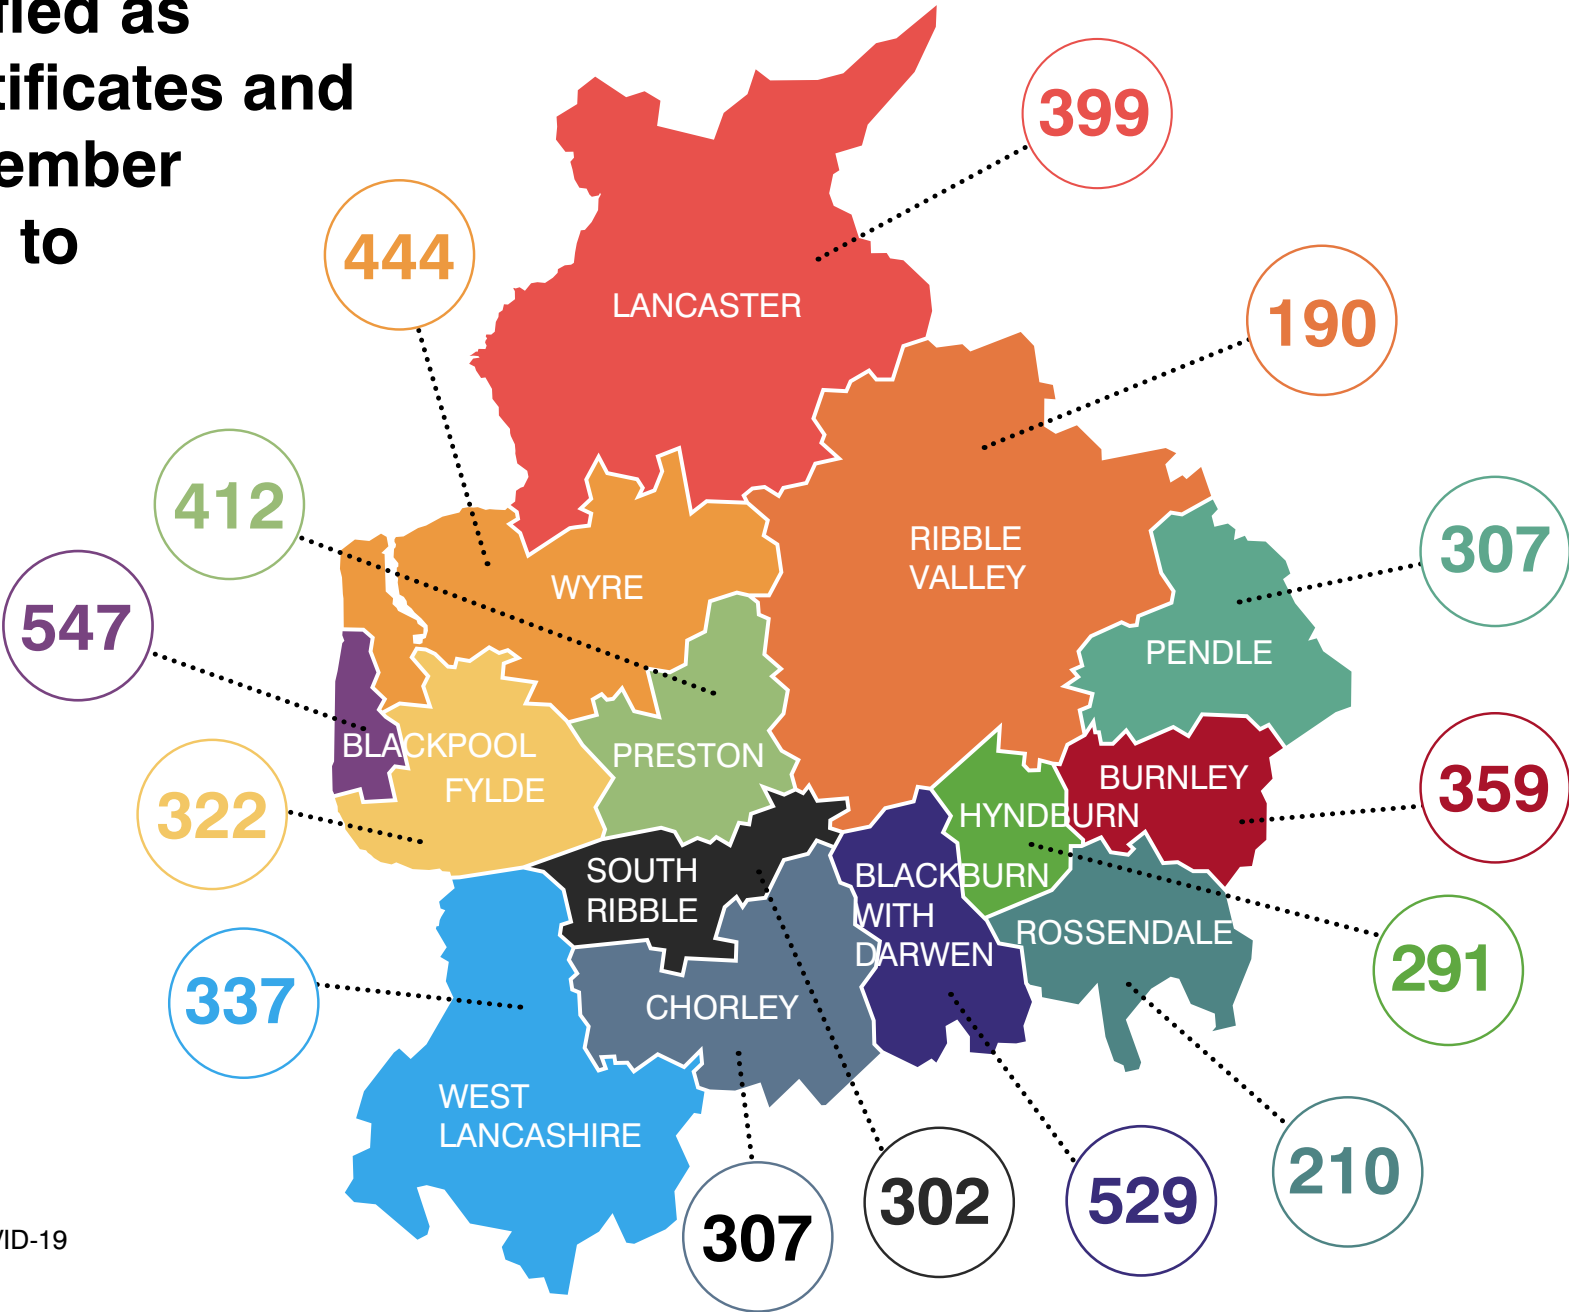 fied as
tificates and
ember
to
399
444
190
LANCASTER
412
307
RIBBLE
VALLEY
WYRE
547
PENDLE
BLACKPOOL
PRESTON
FYLDE
322
BURNLEY
359
HYNDBURN
SOUTH
RIBBLE
BLACKBURN
WITH
DARWEN
ROSSENDALE
291
337
CHORLEY
WEST
LANCASHIRE
210
302
529
307
VID-19